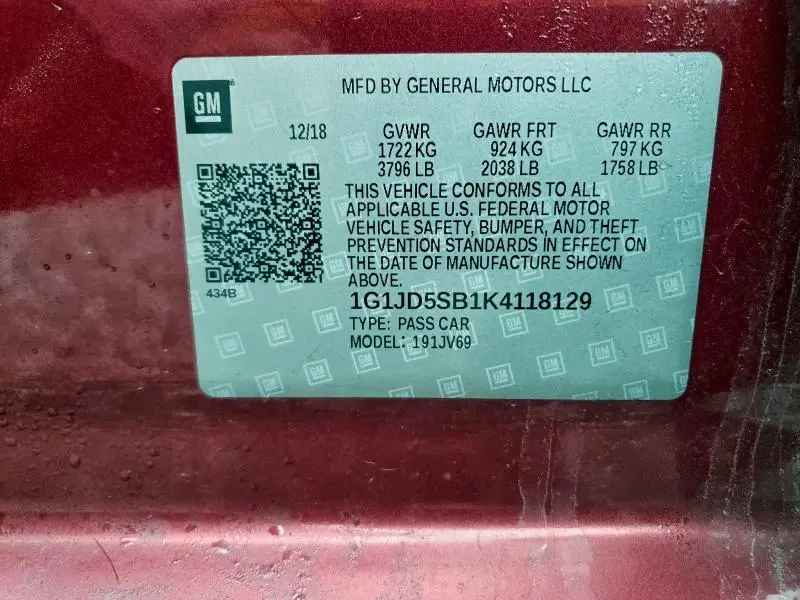 GM
MFD BY GENERAL MOTORS LLC
12/18 GVWR GAWR FRT GAWR RR
1722 KG 924 KG 797 KG
3796 LB 2038 LB 1758 LB
THIS VEHICLE CONFORMS TO ALL
APPLICABLE U.S. FEDERAL MOTOR
VEHICLE SAFETY, BUMPER, AND THEFT
PREVENTION STANDARDS IN EFFECT ON
THE DATE OF MANUFACTURE SHOWN
ABOVE.
434B
1G1JD5SB1K4118129
TYPE: PASS CAR
MODEL: 191JV69